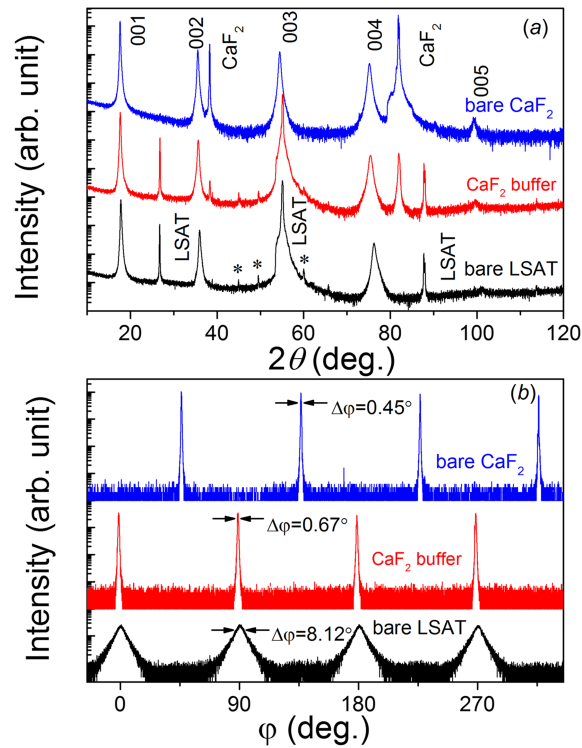 (a)
001
002
CaF2
003
004
CaF2
005
bare CaF2
CaF2 buffer
LSAT
LSAT
LSAT
bare LSAT
* * *
Intensity (arb. unit)
20 40 60 80 100 120
2θ (deg.)
(b)
Δφ=0.45°
bare CaF2
Δφ=0.67°
CaF2 buffer
bare LSAT
Δφ=8.12°
Intensity (arb. unit)
0 90 180 270
φ (deg.)